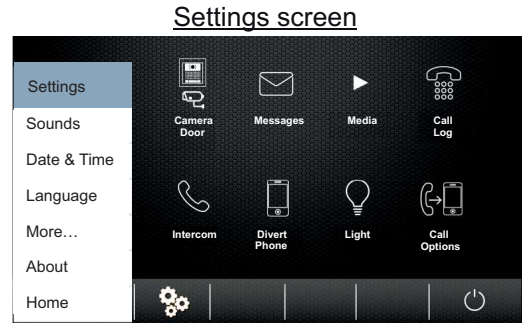 Settings screen
Settings
Sounds
Date & Time
Language
More…
About
Home
Camera
Door
Messages
Media
Call
Log
Intercom
Divert
Phone
Light
Call
Options